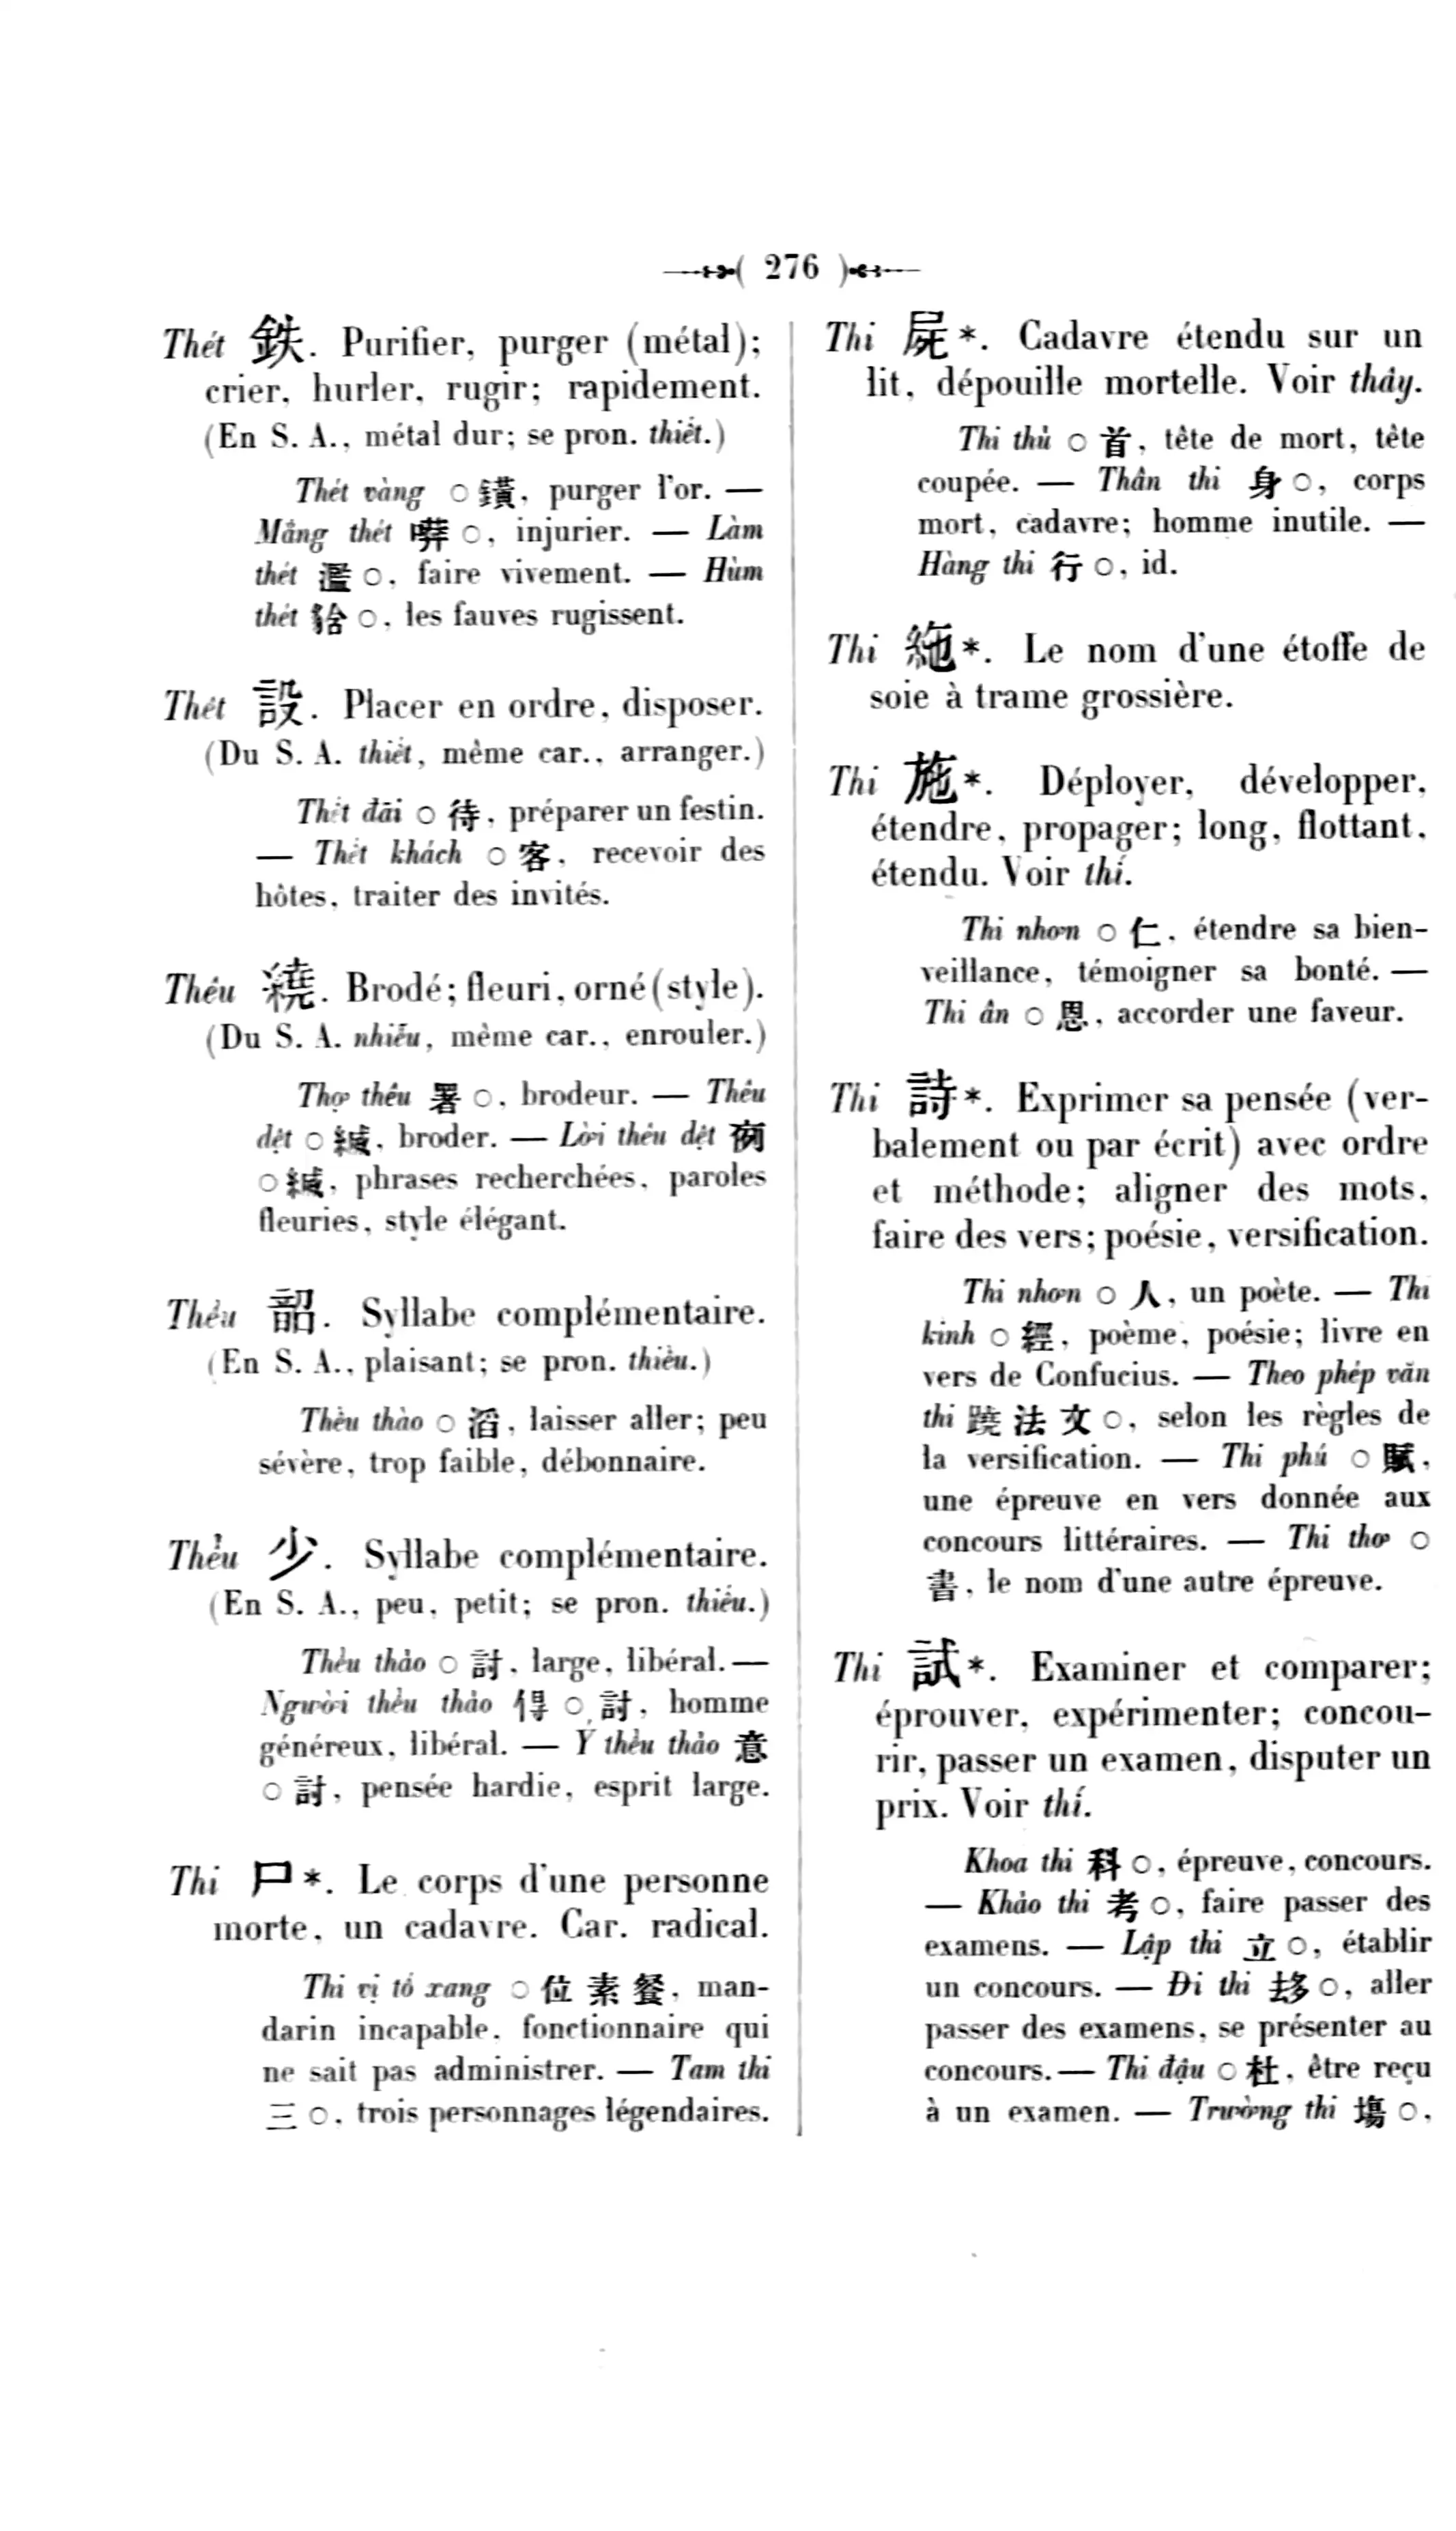 ( 276 )
Thét 鉄. Purifier, purger (métal);
crier, hurler, rugir; rapidement.
(En S. A., métal dur; se pron. thiết.)
Thét vàng ○ 鐄, purger l'or. —
Mắng thét ○, injurier. — Làm
thét 濫 ○, faire vivement. — Hùm
thét ○, les fauves rugissent.
Thết 設. Placer en ordre, disposer.
(Du S. A. thiết, même car., arranger.)
Thết đãi ○ 待, préparer un festin.
— Thết khách ○ 客, recevoir des
hôtes, traiter des invités.
Thêu 繞. Brodé; fleuri, orné (style).
(Du S. A. nhiễu, même car., enrouler.)
Thợ thêu 署 ○, brodeur. — Thêu
dệt ○, broder. — Lời thêu dệt
○, phrases recherchées, paroles
fleuries, style élégant.
Thều 韶. Syllabe complémentaire.
(En S. A., plaisant; se pron. thiều.)
Thều thào ○ 滔, laisser aller; peu
sévère, trop faible, débonnaire.
Thểu 少. Syllabe complémentaire.
(En S. A., peu, petit; se pron. thiểu.)
Thểu thảo ○ 討, large, libéral. —
Người thểu thảo 㝵 ○ 討, homme
généreux, libéral. — Ý thểu thảo 意
○ 討, pensée hardie, esprit large.
Thi 尸*. Le corps d'une personne
morte, un cadavre. Car. radical.
Thi vị tố xang ○ 位 素 餐, man-
darin incapable, fonctionnaire qui
ne sait pas administrer. — Tam thi
三 ○, trois personnages légendaires.
Thi 屍*. Cadavre étendu sur un
lit, dépouille mortelle. Voir thây.
Thi thủ ○ 首, tête de mort, tête
coupée. — Thân thi 身 ○, corps
mort, cadavre; homme inutile. —
Hàng thi 行 ○, id.
Thi 絁*. Le nom d'une étoffe de
soie à trame grossière.
Thi 施*. Déployer, développer,
étendre, propager; long, flottant,
étendu. Voir thí.
Thi nhơn ○ 仁, étendre sa bien-
veillance, témoigner sa bonté. —
Thi ân ○ 恩, accorder une faveur.
Thi 詩*. Exprimer sa pensée (ver-
balement ou par écrit) avec ordre
et méthode; aligner des mots,
faire des vers; poésie, versification.
Thi nhơn ○ 人, un poète. — Thi
kinh ○ 經, poème, poésie; livre en
vers de Confucius. — Theo phép văn
thi 蹺 法 文 ○, selon les règles de
la versification. — Thi phú ○ 賦,
une épreuve en vers donnée aux
concours littéraires. — Thi thơ ○
書, le nom d'une autre épreuve.
Thi 試*. Examiner et comparer;
éprouver, expérimenter; concou-
rir, passer un examen, disputer un
prix. Voir thí.
Khoa thi 科 ○, épreuve, concours.
— Khảo thi 考 ○, faire passer des
examens. — Lập thi 立 ○, établir
un concours. — Đi thi 𠫾 ○, aller
passer des examens, se présenter au
concours. — Thi đậu ○ 杜, être reçu
à un examen. — Trường thi 塲 ○,